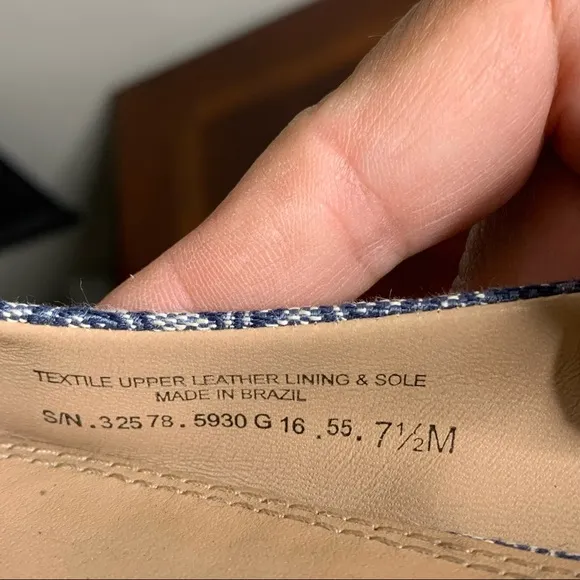 TEXTILE UPPER LEATHER LINING & SOLE
MADE IN BRAZIL
S/N . 32578 . 5930 G 16 . 55 . 7½M